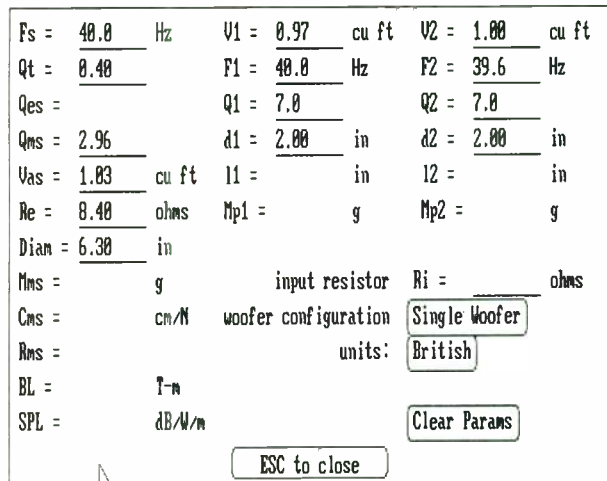 Fs = 40.0 Hz V1 = 0.97 cu ft V2 = 1.00 cu ft
Qt = 0.40 F1 = 40.0 Hz F2 = 39.6 Hz
Qes = Q1 = 7.0 Q2 = 7.0
Qms = 2.96 d1 = 2.00 in d2 = 2.00 in
Vas = 1.03 cu ft l1 = in l2 = in
Re = 8.40 ohms Mp1 = g Mp2 = g
Diam = 6.30 in
Mms = g input resistor Ri = ohms
Cms = cm/N woofer configuration Single Woofer
Rms = units: British
BL = T-m
SPL = dB/W/m Clear Params
ESC to close